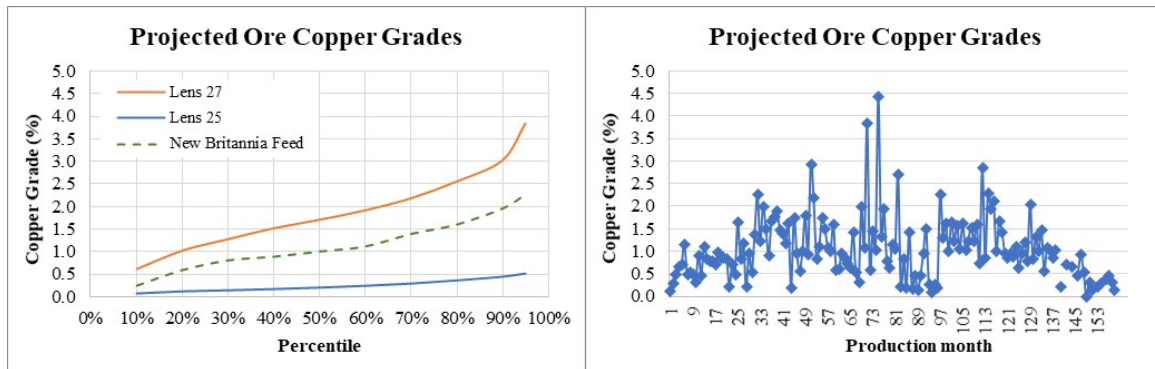 Projected Ore Copper Grades
Copper Grade (%)
5.0
4.5
4.0
3.5
3.0
2.5
2.0
1.5
1.0
0.5
0.0
Lens 27
Lens 25
New Britannia Feed
0% 10% 20% 30% 40% 50% 60% 70% 80% 90% 100%
Percentile
Projected Ore Copper Grades
Copper Grade (%)
5.0
4.5
4.0
3.5
3.0
2.5
2.0
1.5
1.0
0.5
0.0
1 9 17 25 33 41 49 57 65 73 81 89 97 105 113 121 129 137 145 153
Production month